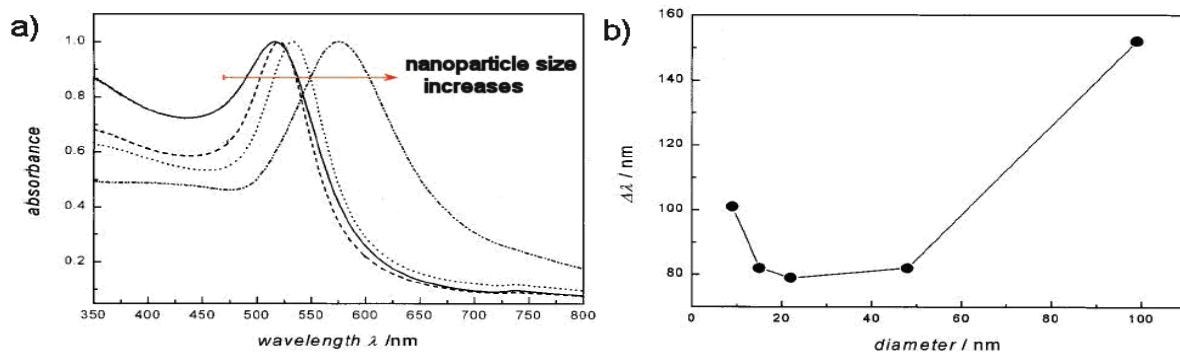 a)
nanoparticle size
increases
absorbance
1.0
0.8
0.6
0.4
0.2
350 400 450 500 550 600 650 700 750 800
wavelength λ /nm
b)
Δλ / nm
160
140
120
100
80
0 20 40 60 80 100
diameter / nm